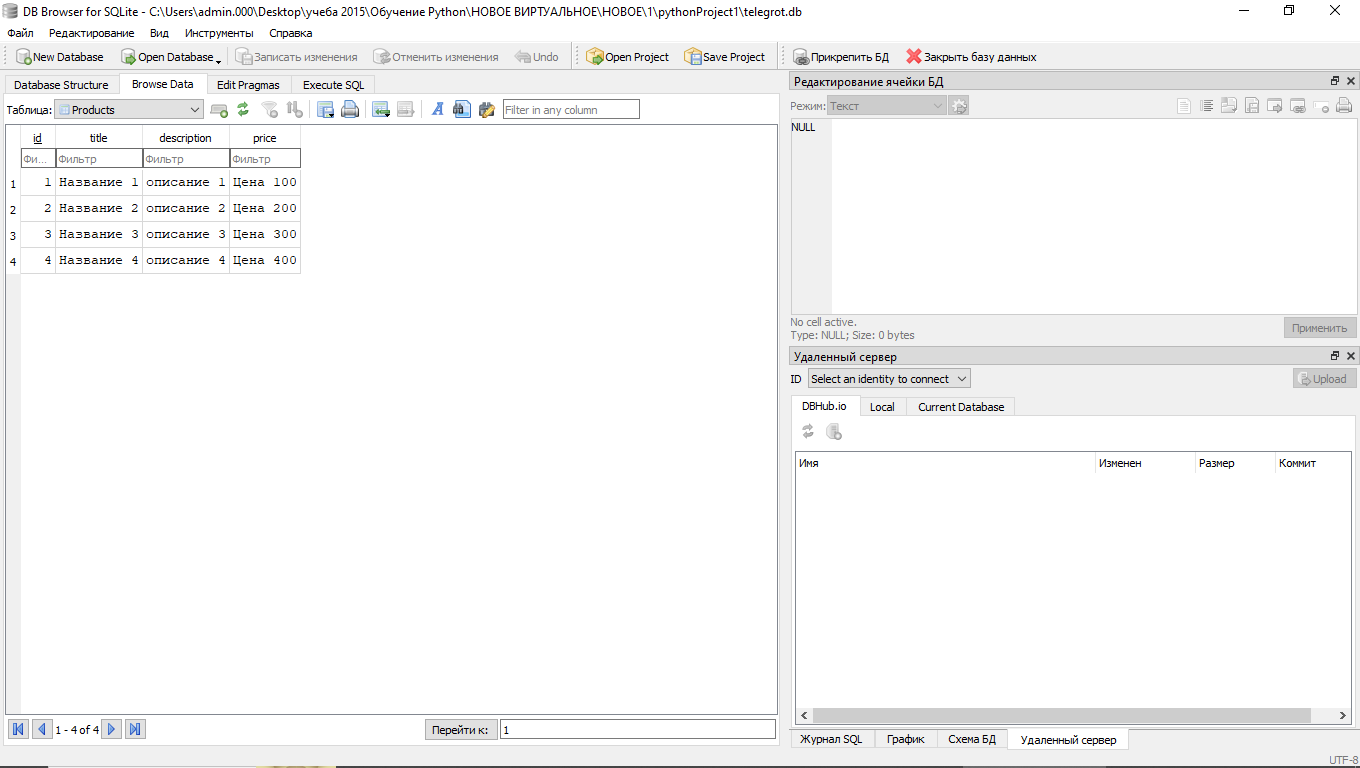 DB Browser for SQLite - C:\Users\admin.000\Desktop\учеба 2015\Обучение Python\НОВОЕ ВИРТУАЛЬНОЕ\НОВОЕ\1\pythonProject1\telegrot.db
Файл Редактирование Вид Инструменты Справка
New Database Open Database Записать изменения Отменить изменения Undo Open Project Save Project Прикрепить БД Закрыть базу данных
Database Structure Browse Data Edit Pragmas Execute SQL
Таблица: Products Filter in any column
id title description price
Фи... Фильтр Фильтр Фильтр
1 1 Название 1 описание 1 Цена 100
2 2 Название 2 описание 2 Цена 200
3 3 Название 3 описание 3 Цена 300
4 4 Название 4 описание 4 Цена 400
1 - 4 of 4 Перейти к: 1
Редактирование ячейки БД
Режим: Текст
NULL
No cell active.
Type: NULL; Size: 0 bytes
Применить
Удаленный сервер
ID Select an identity to connect Upload
DBHub.io Local Current Database
Имя Изменен Размер Коммит
Журнал SQL График Схема БД Удаленный сервер
UTF-8